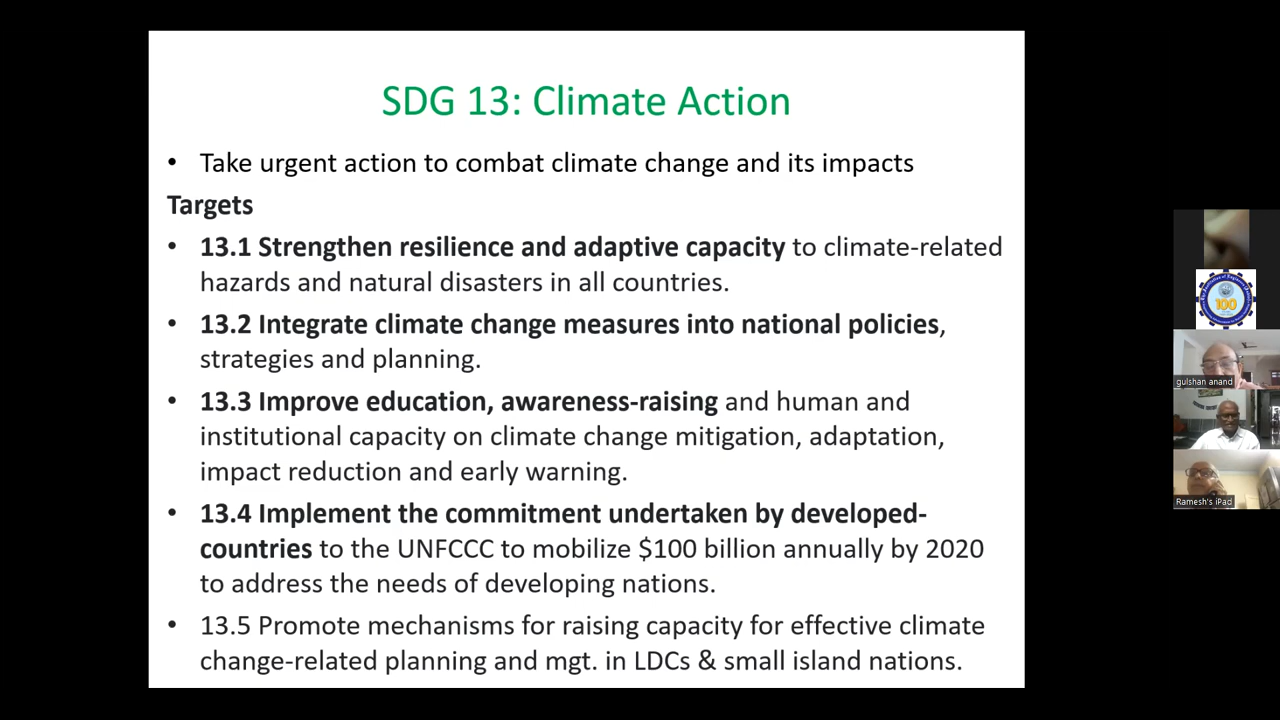 SDG 13: Climate Action
• Take urgent action to combat climate change and its impacts
Targets
• 13.1 Strengthen resilience and adaptive capacity to climate-related
hazards and natural disasters in all countries.
• 13.2 Integrate climate change measures into national policies,
strategies and planning.
• 13.3 Improve education, awareness-raising and human and
institutional capacity on climate change mitigation, adaptation,
impact reduction and early warning.
• 13.4 Implement the commitment undertaken by developed-
countries to the UNFCCC to mobilize $100 billion annually by 2020
to address the needs of developing nations.
• 13.5 Promote mechanisms for raising capacity for effective climate
change-related planning and mgt. in LDCs & small island nations.
100
gulshan anand
Ramesh's iPad